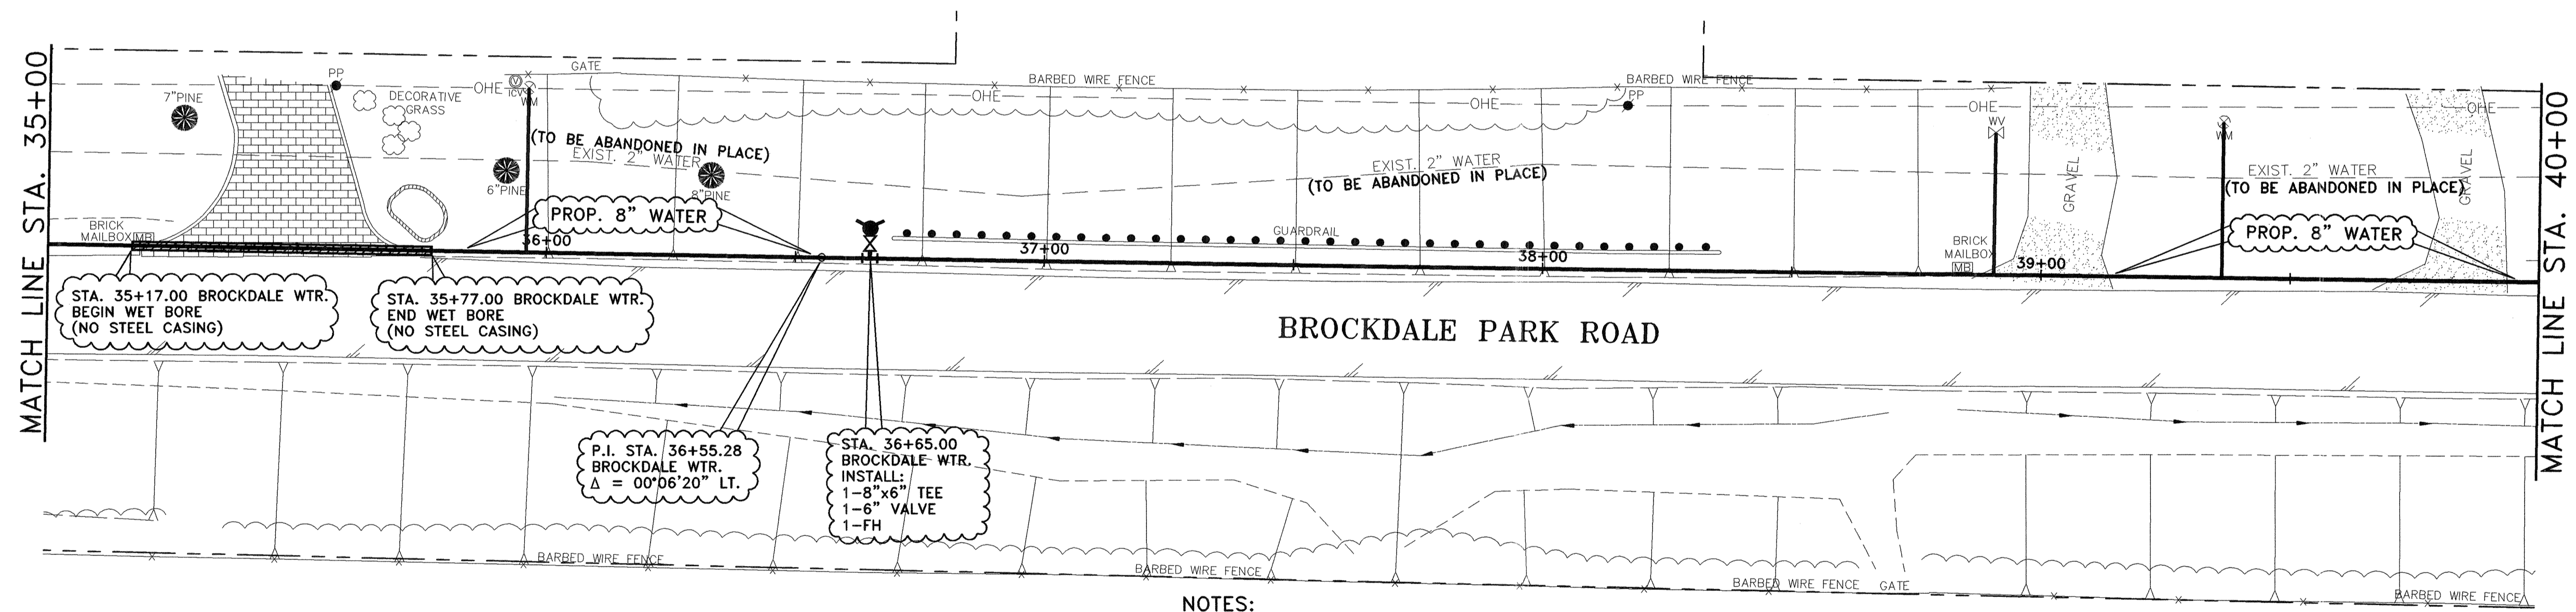 MATCH LINE STA. 35+00
7"PINE
PP
DECORATIVE
GRASS
OHE
V
ICV
WM
GATE
BARBED WIRE FENCE
OHE
BARBED WIRE FENCE
PP
OHE
OHE
WV
WM
OHE
(TO BE ABANDONED IN PLACE)
EXIST. 2" WATER
6"PINE
8"PINE
EXIST. 2" WATER
(TO BE ABANDONED IN PLACE)
GRAVEL
EXIST. 2" WATER
(TO BE ABANDONED IN PLACE)
GRAVEL
PROP. 8" WATER
BRICK
MAILBOX
MB
36+00
GUARDRAIL
37+00
38+00
BRICK
MAILBOX
MB
39+00
PROP. 8" WATER
STA. 35+17.00 BROCKDALE WTR.
BEGIN WET BORE
(NO STEEL CASING)
STA. 35+77.00 BROCKDALE WTR.
END WET BORE
(NO STEEL CASING)
BROCKDALE PARK ROAD
P.I. STA. 36+55.28
BROCKDALE WTR.
Δ = 00°06'20" LT.
STA. 36+65.00
BROCKDALE WTR.
INSTALL:
1-8"x6" TEE
1-6" VALVE
1-FH
BARBED WIRE FENCE
BARBED WIRE FENCE
BARBED WIRE FENCE
GATE
BARBED WIRE FENCE
MATCH LINE STA. 40+00
NOTES: